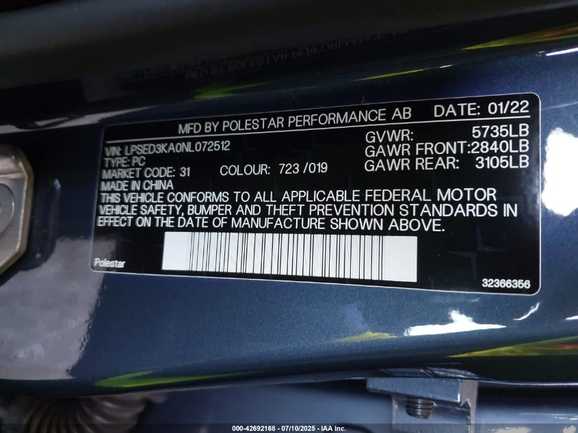 MFD BY POLESTAR PERFORMANCE AB DATE: 01/22
VIN: LPSED3KA0NL072512 GVWR: 5735LB
TYPE: PC GAWR FRONT:2840LB
MARKET CODE: 31 COLOUR: 723 /019 GAWR REAR: 3105LB
MADE IN CHINA
THIS VEHICLE CONFORMS TO ALL APPLICABLE FEDERAL MOTOR
VEHICLE SAFETY, BUMPER AND THEFT PREVENTION STANDARDS IN
EFFECT ON THE DATE OF MANUFACTURE SHOWN ABOVE.
Polestar 32366356
000-42692168 - 07/10/2025 - IAA Inc.